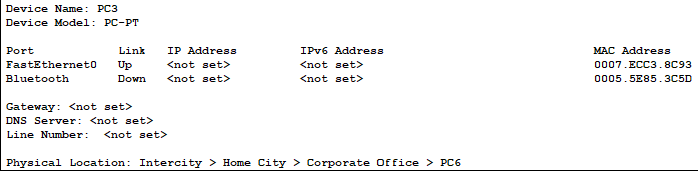 Device Name: PC3
Device Model: PC-PT
Port Link IP Address IPv6 Address MAC Address
FastEthernet0 Up <not set> <not set> 0007.ECC3.8C93
Bluetooth Down <not set> <not set> 0005.5E85.3C5D
Gateway: <not set>
DNS Server: <not set>
Line Number: <not set>
Physical Location: Intercity > Home City > Corporate Office > PC6